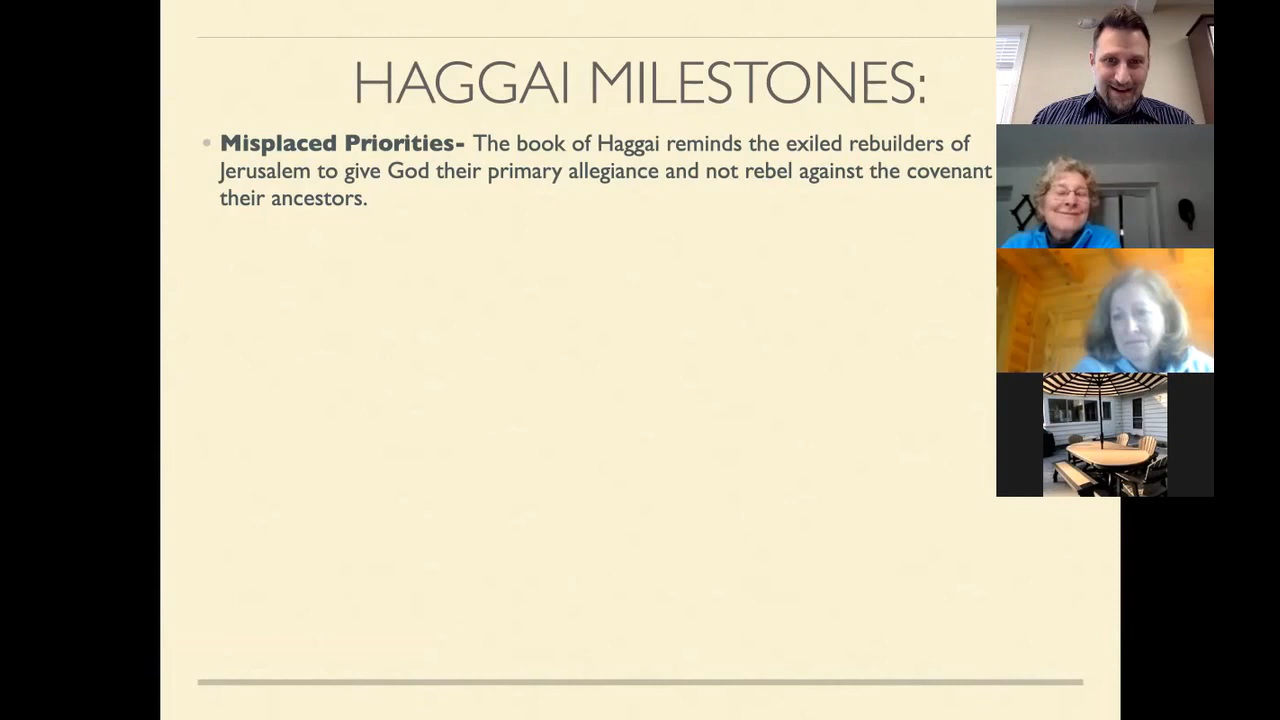 HAGGAI MILESTONES:
• Misplaced Priorities- The book of Haggai reminds the exiled rebuilders of
Jerusalem to give God their primary allegiance and not rebel against the covenant
their ancestors.